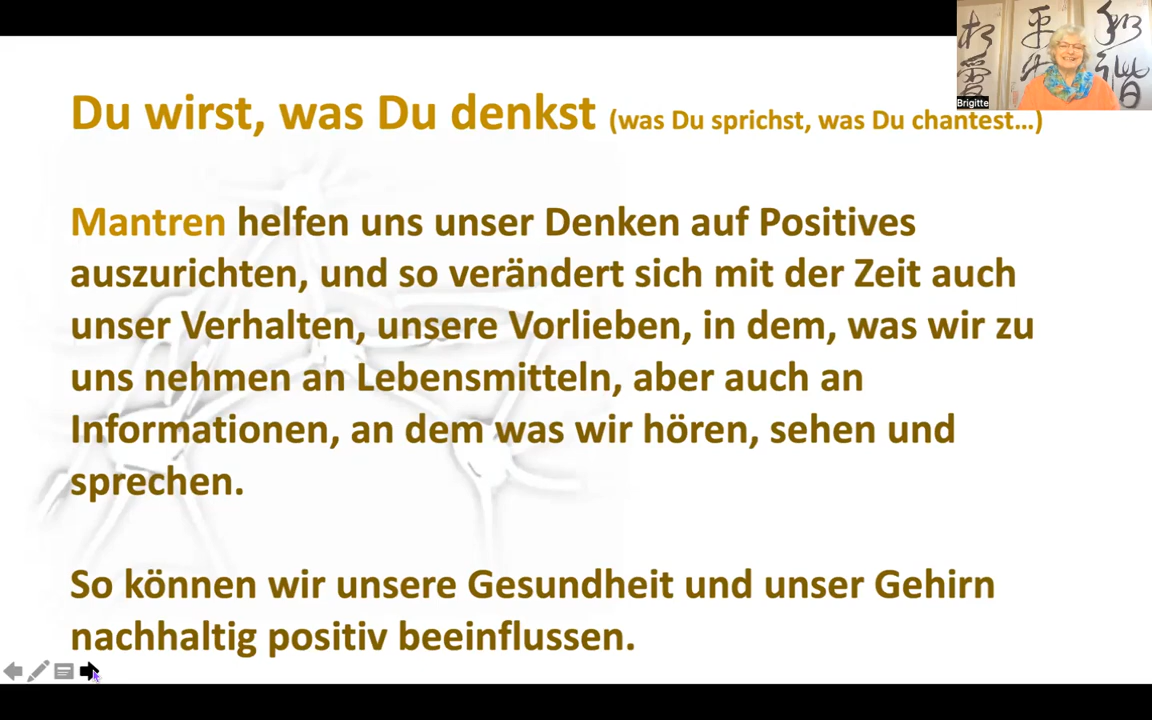 Du wirst, was Du denkst (was Du sprichst, was Du chantest...)
Mantren helfen uns unser Denken auf Positives
auszurichten, und so verändert sich mit der Zeit auch
unser Verhalten, unsere Vorlieben, in dem, was wir zu
uns nehmen an Lebensmitteln, aber auch an
Informationen, an dem was wir hören, sehen und
sprechen.
So können wir unsere Gesundheit und unser Gehirn
nachhaltig positiv beeinflussen.
Brigitte